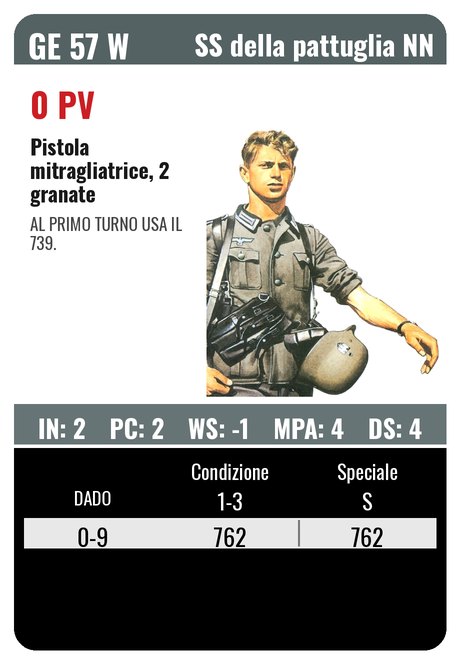 GE 57 W SS della pattuglia NN
0 PV
Pistola
mitragliatrice, 2
granate
AL PRIMO TURNO USA IL
739.
IN: 2 PC: 2 WS: -1 MPA: 4 DS: 4
Condizione Speciale
DADO 1-3 S
0-9 762 762